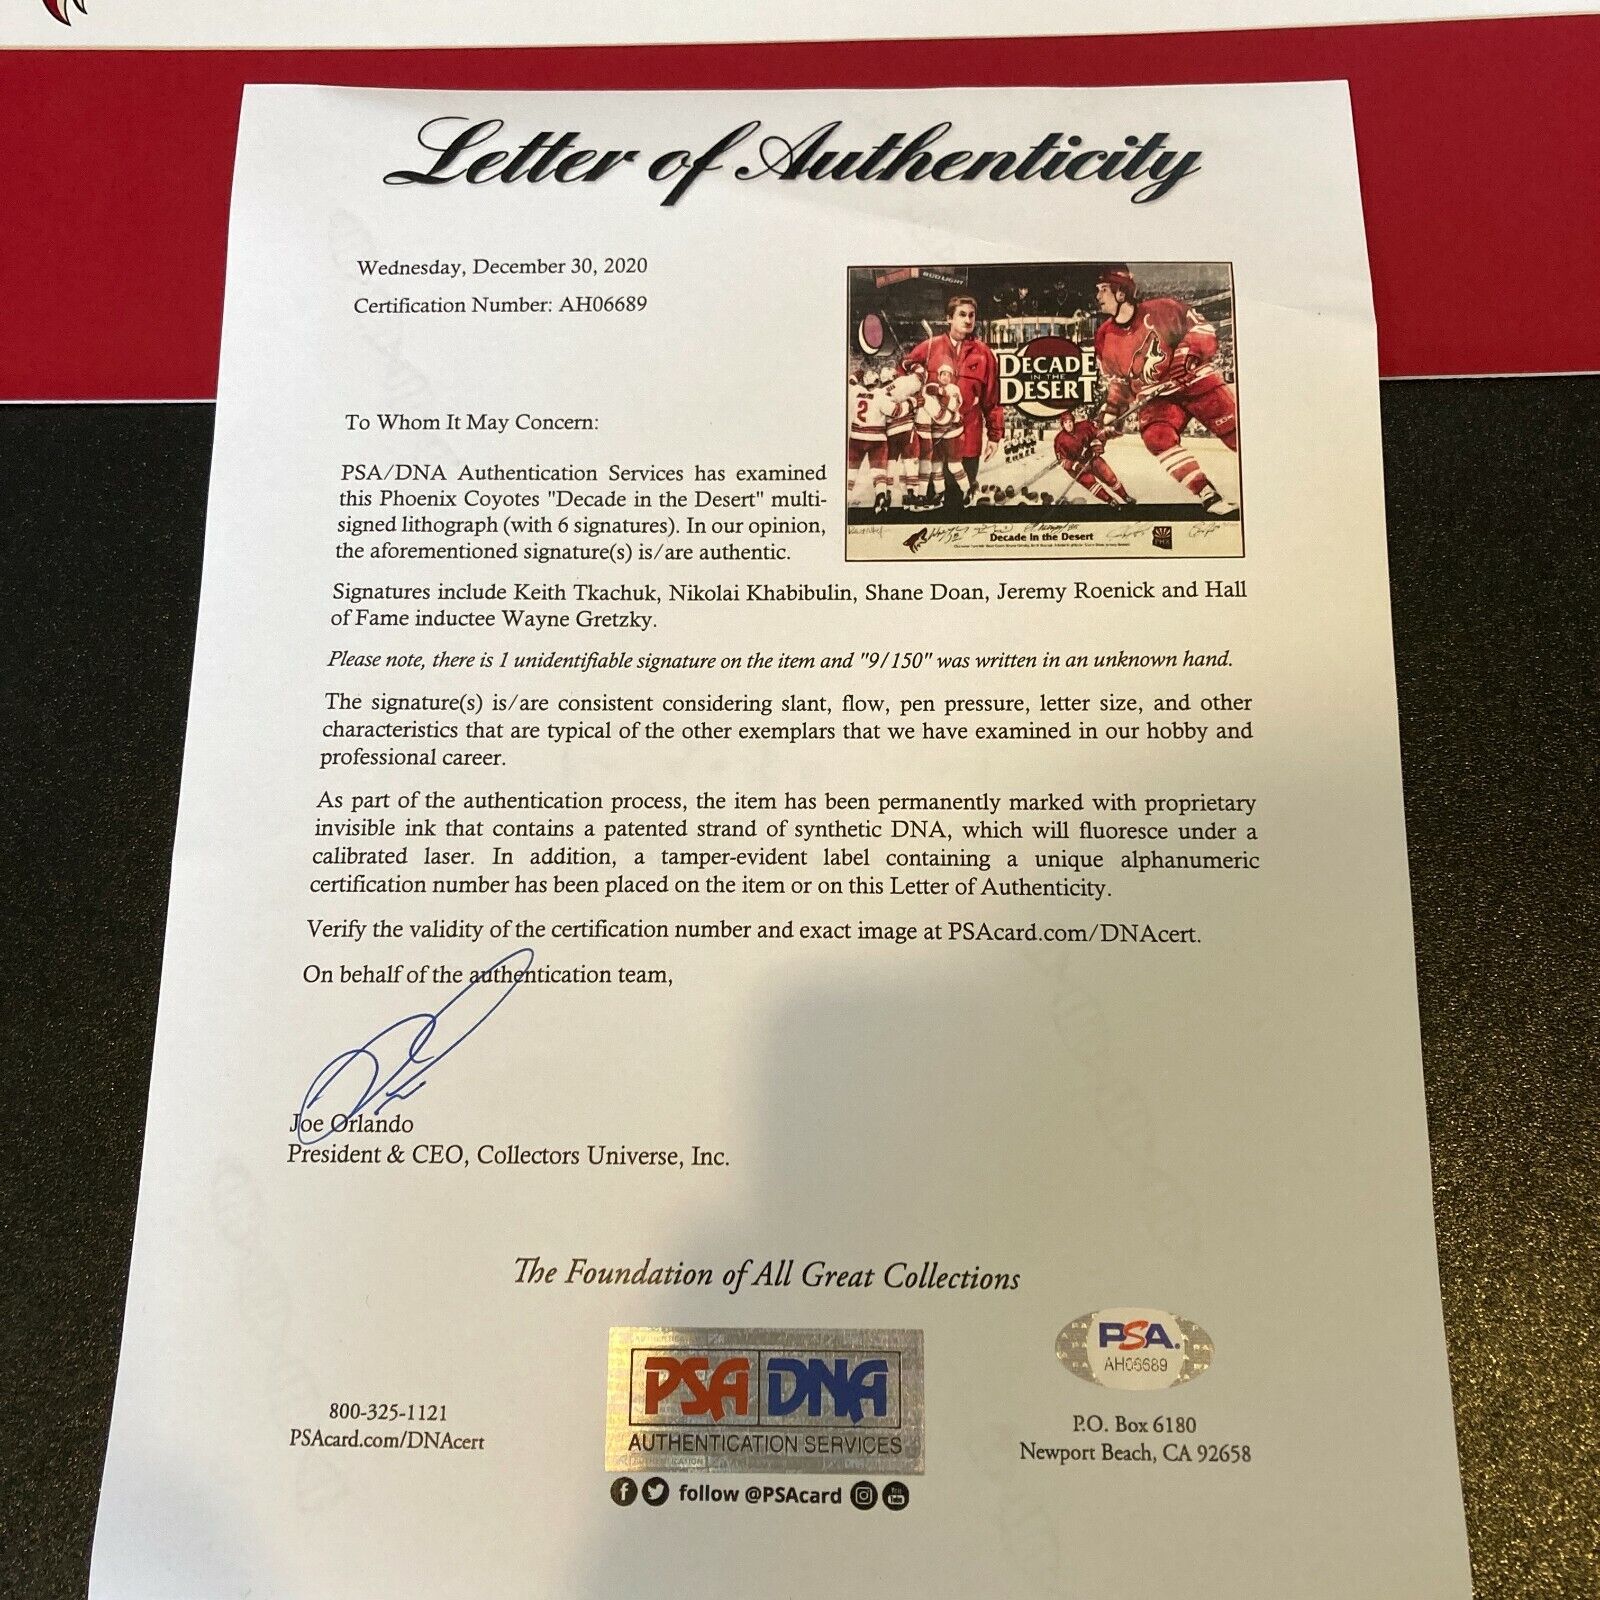 Letter of Authenticity
Wednesday, December 30, 2020
Certification Number: AH06689
BUD LIGHT
DECADE
IN THE
DESERT
2
Decade In the Desert
To Whom It May Concern:
PSA/DNA Authentication Services has examined
this Phoenix Coyotes "Decade in the Desert" multi-
signed lithograph (with 6 signatures). In our opinion,
the aforementioned signature(s) is/are authentic.
Signatures include Keith Tkachuk, Nikolai Khabibulin, Shane Doan, Jeremy Roenick and Hall
of Fame inductee Wayne Gretzky.
Please note, there is 1 unidentifiable signature on the item and "9/150" was written in an unknown hand.
The signature(s) is/are consistent considering slant, flow, pen pressure, letter size, and other
characteristics that are typical of the other exemplars that we have examined in our hobby and
professional career.
As part of the authentication process, the item has been permanently marked with proprietary
invisible ink that contains a patented strand of synthetic DNA, which will fluoresce under a
calibrated laser. In addition, a tamper-evident label containing a unique alphanumeric
certification number has been placed on the item or on this Letter of Authenticity.
Verify the validity of the certification number and exact image at PSAcard.com/DNAcert.
On behalf of the authentication team,
Joe Orlando
President & CEO, Collectors Universe, Inc.
The Foundation of All Great Collections
800-325-1121
PSAcard.com/DNAcert
PSA DNA
AUTHENTICATION SERVICES
follow @PSAcard
PSA.
AH06689
P.O. Box 6180
Newport Beach, CA 92658